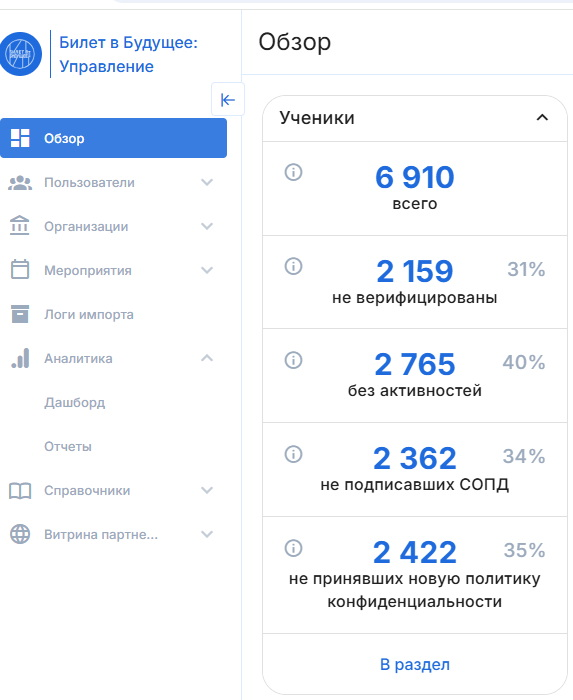 Билет в Будущее:
Управление
Обзор
Пользователи
Организации
Мероприятия
Логи импорта
Аналитика
Дашборд
Отчеты
Справочники
Витрина партне...
Обзор
Ученики
6 910
всего
2 159
31%
не верифицированы
2 765
40%
без активностей
2 362
34%
не подписавших СОПД
2 422
35%
не принявших новую политику
конфиденциальности
В раздел